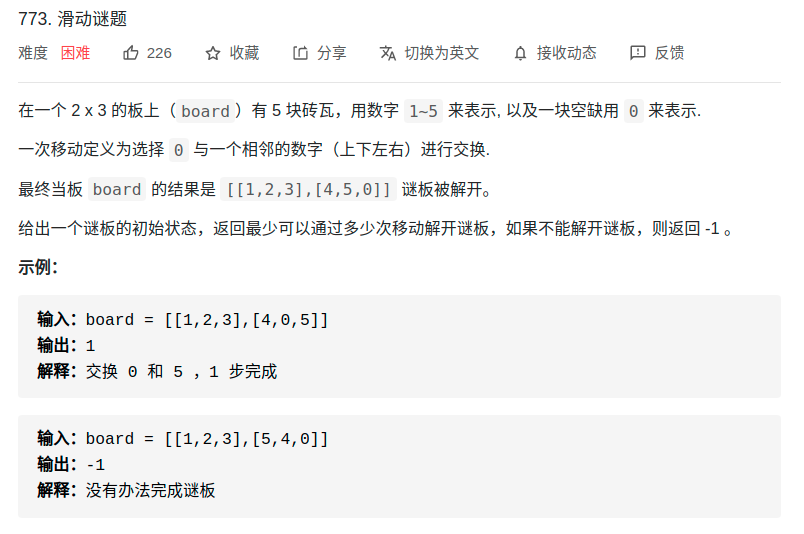 773. 滑动谜题
难度 困难 226 收藏 分享 切换为英文 接收动态 反馈
在一个 2 x 3 的板上（board）有 5 块砖瓦，用数字 1~5 来表示, 以及一块空缺用 0 来表示.
一次移动定义为选择 0 与一个相邻的数字（上下左右）进行交换.
最终当板 board 的结果是 [[1,2,3],[4,5,0]] 谜板被解开。
给出一个谜板的初始状态，返回最少可以通过多少次移动解开谜板，如果不能解开谜板，则返回 -1 。
示例：
输入：board = [[1,2,3],[4,0,5]]
输出：1
解释：交换 0 和 5 ，1 步完成
输入：board = [[1,2,3],[5,4,0]]
输出：-1
解释：没有办法完成谜板